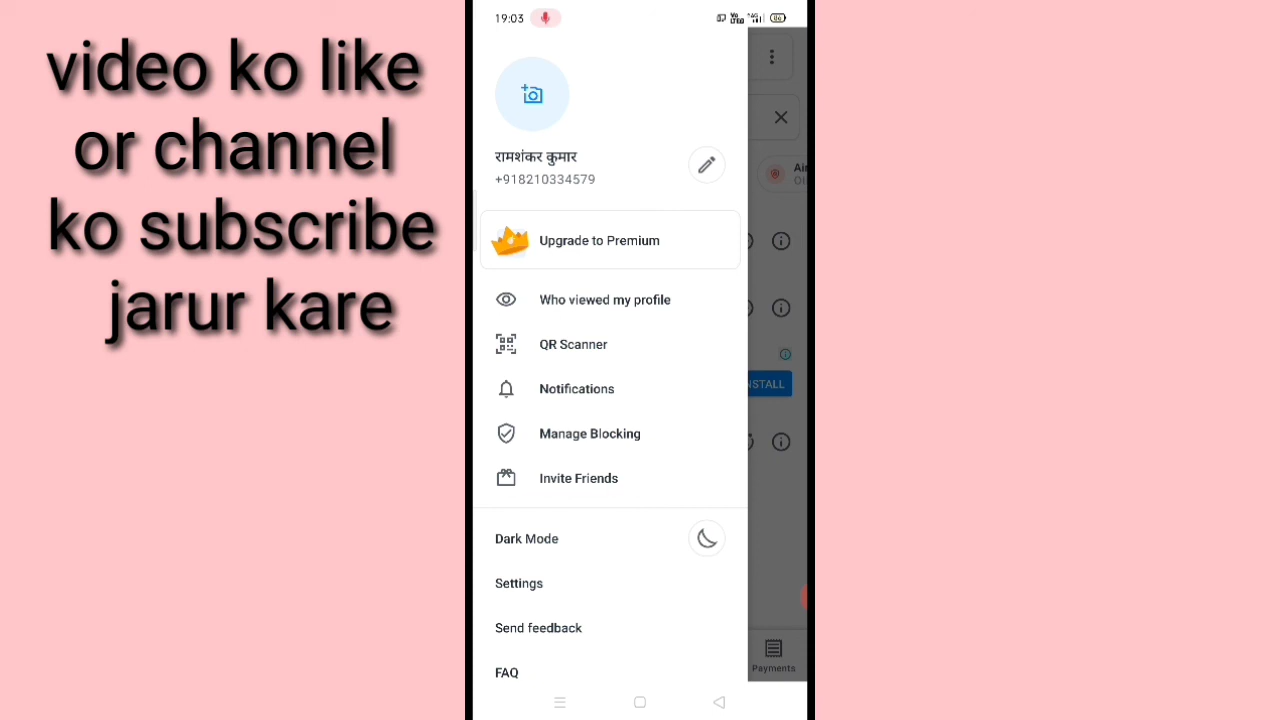 video ko like
or channel
ko subscribe
jarur kare
19:03
रामशंकर कुमार
+918210334579
Upgrade to Premium
Who viewed my profile
QR Scanner
Notifications
Manage Blocking
Invite Friends
Dark Mode
Settings
Send feedback
FAQ
Payments